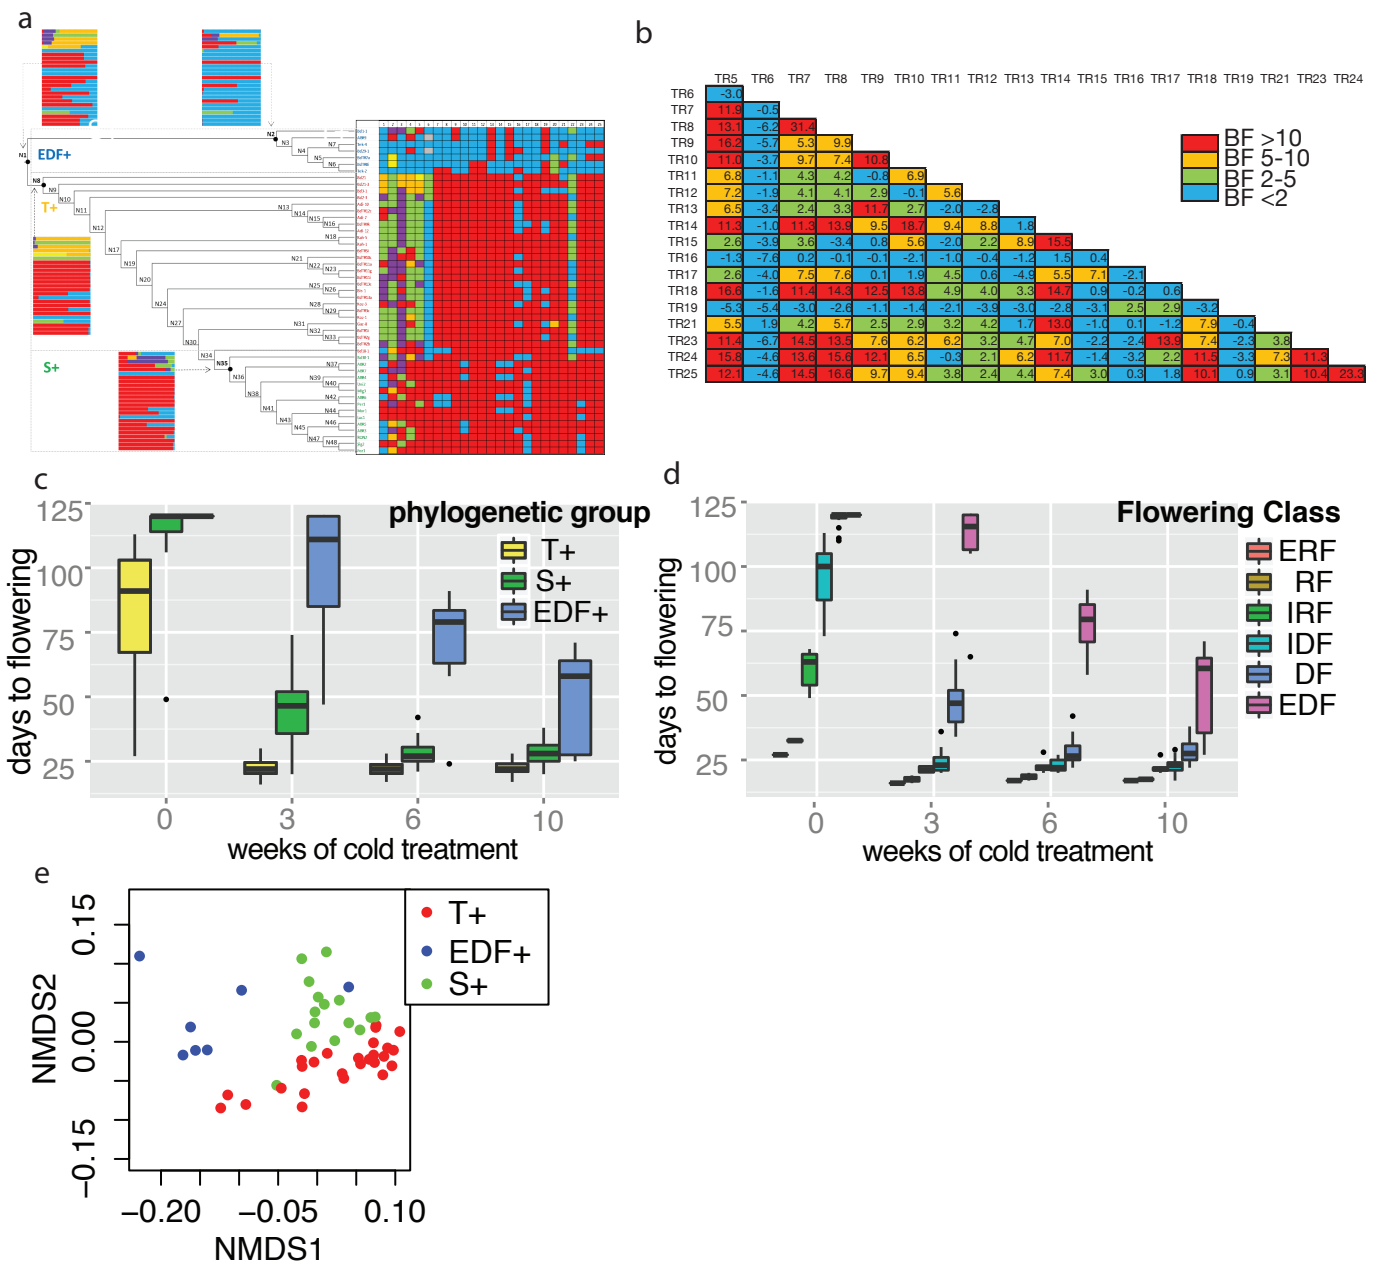 a
EDF+
T+
S+
N1
N2
N3
N4
N5
N6
N7
N8
N9
N10
N11
N12
N13
N14
N15
N16
N17
N18
N19
N20
N21
N22
N23
N24
N25
N26
N27
N28
N29
N30
N31
N32
N33
N34
N35
N36
N37
N38
N39
N40
N41
N42
N43
N44
N45
N46
N47
N48
b
TR5 TR6 TR7 TR8 TR9 TR10 TR11 TR12 TR13 TR14 TR15 TR16 TR17 TR18 TR19 TR21 TR23 TR24
TR6 -3.0
TR7 11.9 -0.5
TR8 13.1 -6.2 31.4
TR9 16.2 -5.7 5.3 9.9
TR10 11.0 -3.7 9.7 7.4 10.8
TR11 6.8 -1.1 4.3 4.2 -0.8 6.9
TR12 7.2 -1.9 4.1 4.1 2.9 -0.1 5.6
TR13 6.5 -3.4 2.4 3.3 11.7 2.7 -2.0 -2.8
TR14 11.3 -1.0 11.3 13.9 9.5 18.7 9.4 8.8 1.8
TR15 2.6 -3.9 3.6 -3.4 0.8 5.6 -2.0 2.2 8.9 15.5
TR16 -1.3 -7.6 0.2 -0.1 -0.1 -2.1 -1.0 -0.4 -1.2 1.5 0.4
TR17 2.6 -4.0 7.5 7.6 0.1 1.9 4.5 0.6 -4.9 5.5 7.1 -2.1
TR18 16.6 -1.6 11.4 14.3 12.5 13.8 4.9 4.0 3.3 14.7 0.9 -0.2 0.6
TR19 -5.3 -5.4 -3.0 -2.6 -1.1 -1.4 -2.1 -3.9 -3.0 -2.8 -3.1 2.5 2.9 -3.2
TR21 5.5 1.9 4.2 5.7 2.5 2.9 3.2 4.2 1.7 13.0 -1.0 0.1 -1.2 7.9 -0.4
TR23 11.4 -6.7 14.5 13.5 7.6 6.2 6.2 3.2 4.7 7.0 -2.2 -2.4 13.9 7.4 -2.3 3.8
TR24 15.8 -4.6 13.6 15.6 12.1 6.5 -0.3 2.1 6.2 11.7 -1.4 -3.2 2.2 11.5 -3.3 7.3 11.3
TR25 12.1 -4.6 14.8 16.6 9.7 9.4 3.8 2.4 4.4 7.4 3.0 0.3 1.8 10.1 0.9 3.1 10.4 23.3
BF >10
BF 5-10
BF 2-5
BF <2
c
phylogenetic group
T+
S+
EDF+
days to flowering
125
100
75
50
25
0 3 6 10
weeks of cold treatment
d
Flowering Class
ERF
RF
IRF
IDF
DF
EDF
days to flowering
125
100
75
50
25
0 3 6 10
weeks of cold treatment
e
T+
EDF+
S+
NMDS2
0.15
0.00
−0.15
−0.20 −0.05 0.10
NMDS1